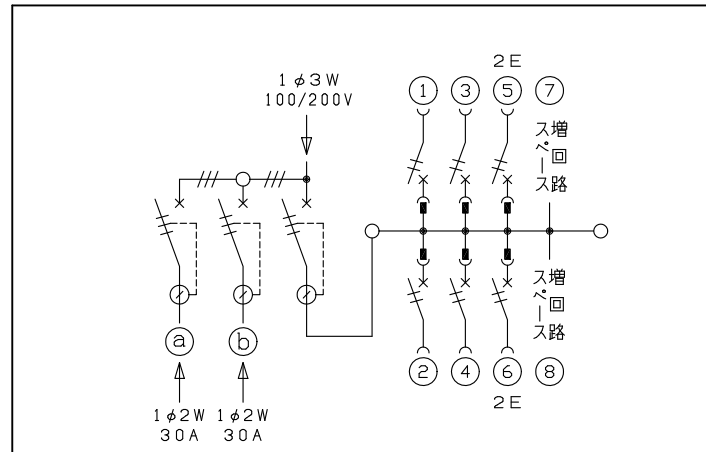 2E
1φ3W
100/200V
① ③ ⑤ ⑦
増回路
スペース
ⓐ ⓑ
増回路
スペース
② ④ ⑥ ⑧
2E
1φ2W 1φ2W
30A 30A